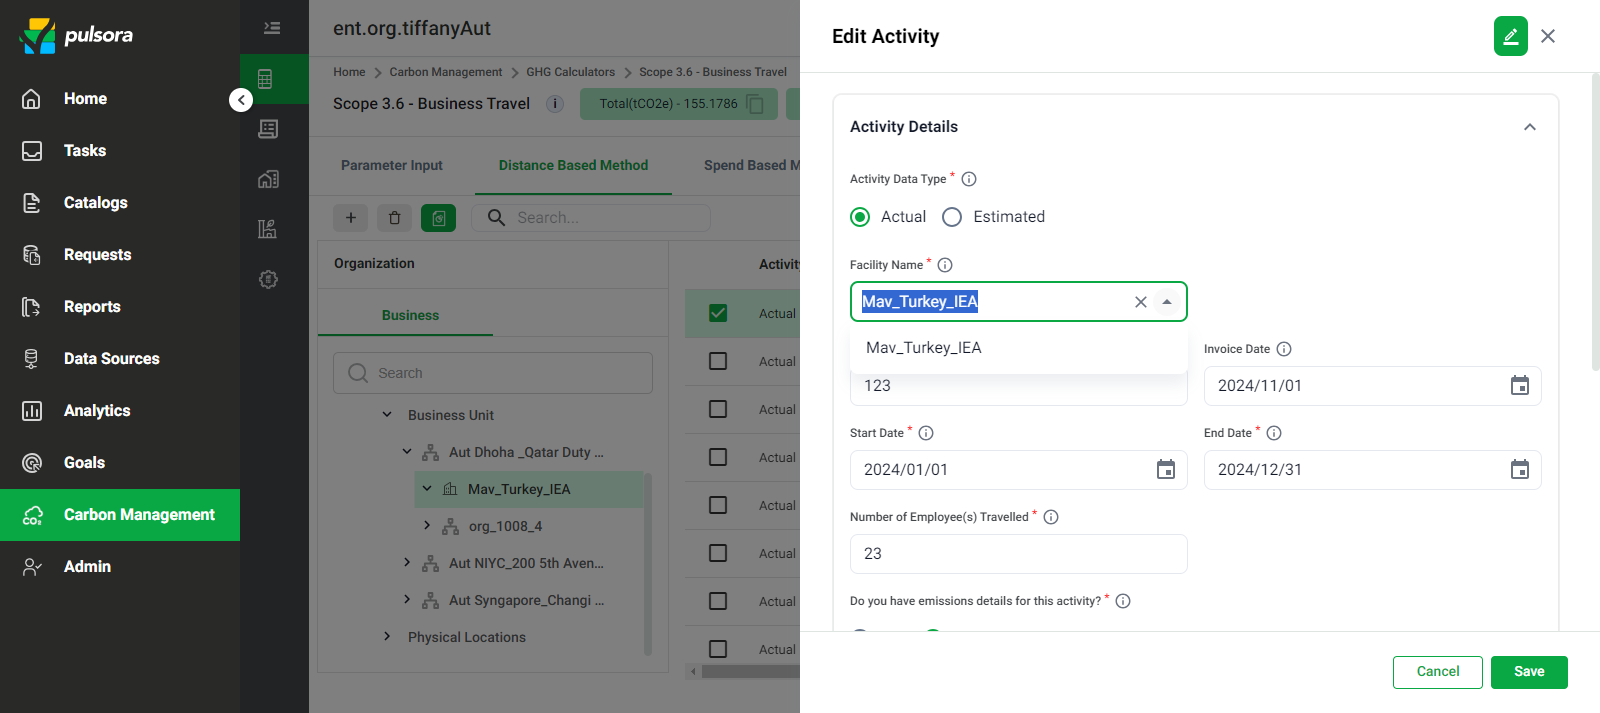 pulsora
Home
Tasks
Catalogs
Requests
Reports
Data Sources
Analytics
Goals
Carbon Management
Admin
ent.org.tiffanyAut
Home > Carbon Management > GHG Calculators > Scope 3.6 - Business Travel
Scope 3.6 - Business Travel
Total(tCO2e) - 155.1786
Parameter Input
Distance Based Method
Spend Based M
Search...
Organization
Business
Search
Business Unit
Aut Dhoha _Qatar Duty ...
Mav_Turkey_IEA
org_1008_4
Aut NIYC_200 5th Aven...
Aut Syngapore_Changi ...
Physical Locations
Activity
Actual
Actual
Actual
Actual
Actual
Actual
Actual
Actual
Edit Activity
Activity Details
Activity Data Type *
Actual
Estimated
Facility Name *
Mav_Turkey_IEA
Mav_Turkey_IEA
123
Invoice Date
2024/11/01
Start Date *
2024/01/01
End Date *
2024/12/31
Number of Employee(s) Travelled *
23
Do you have emissions details for this activity? *
Cancel
Save